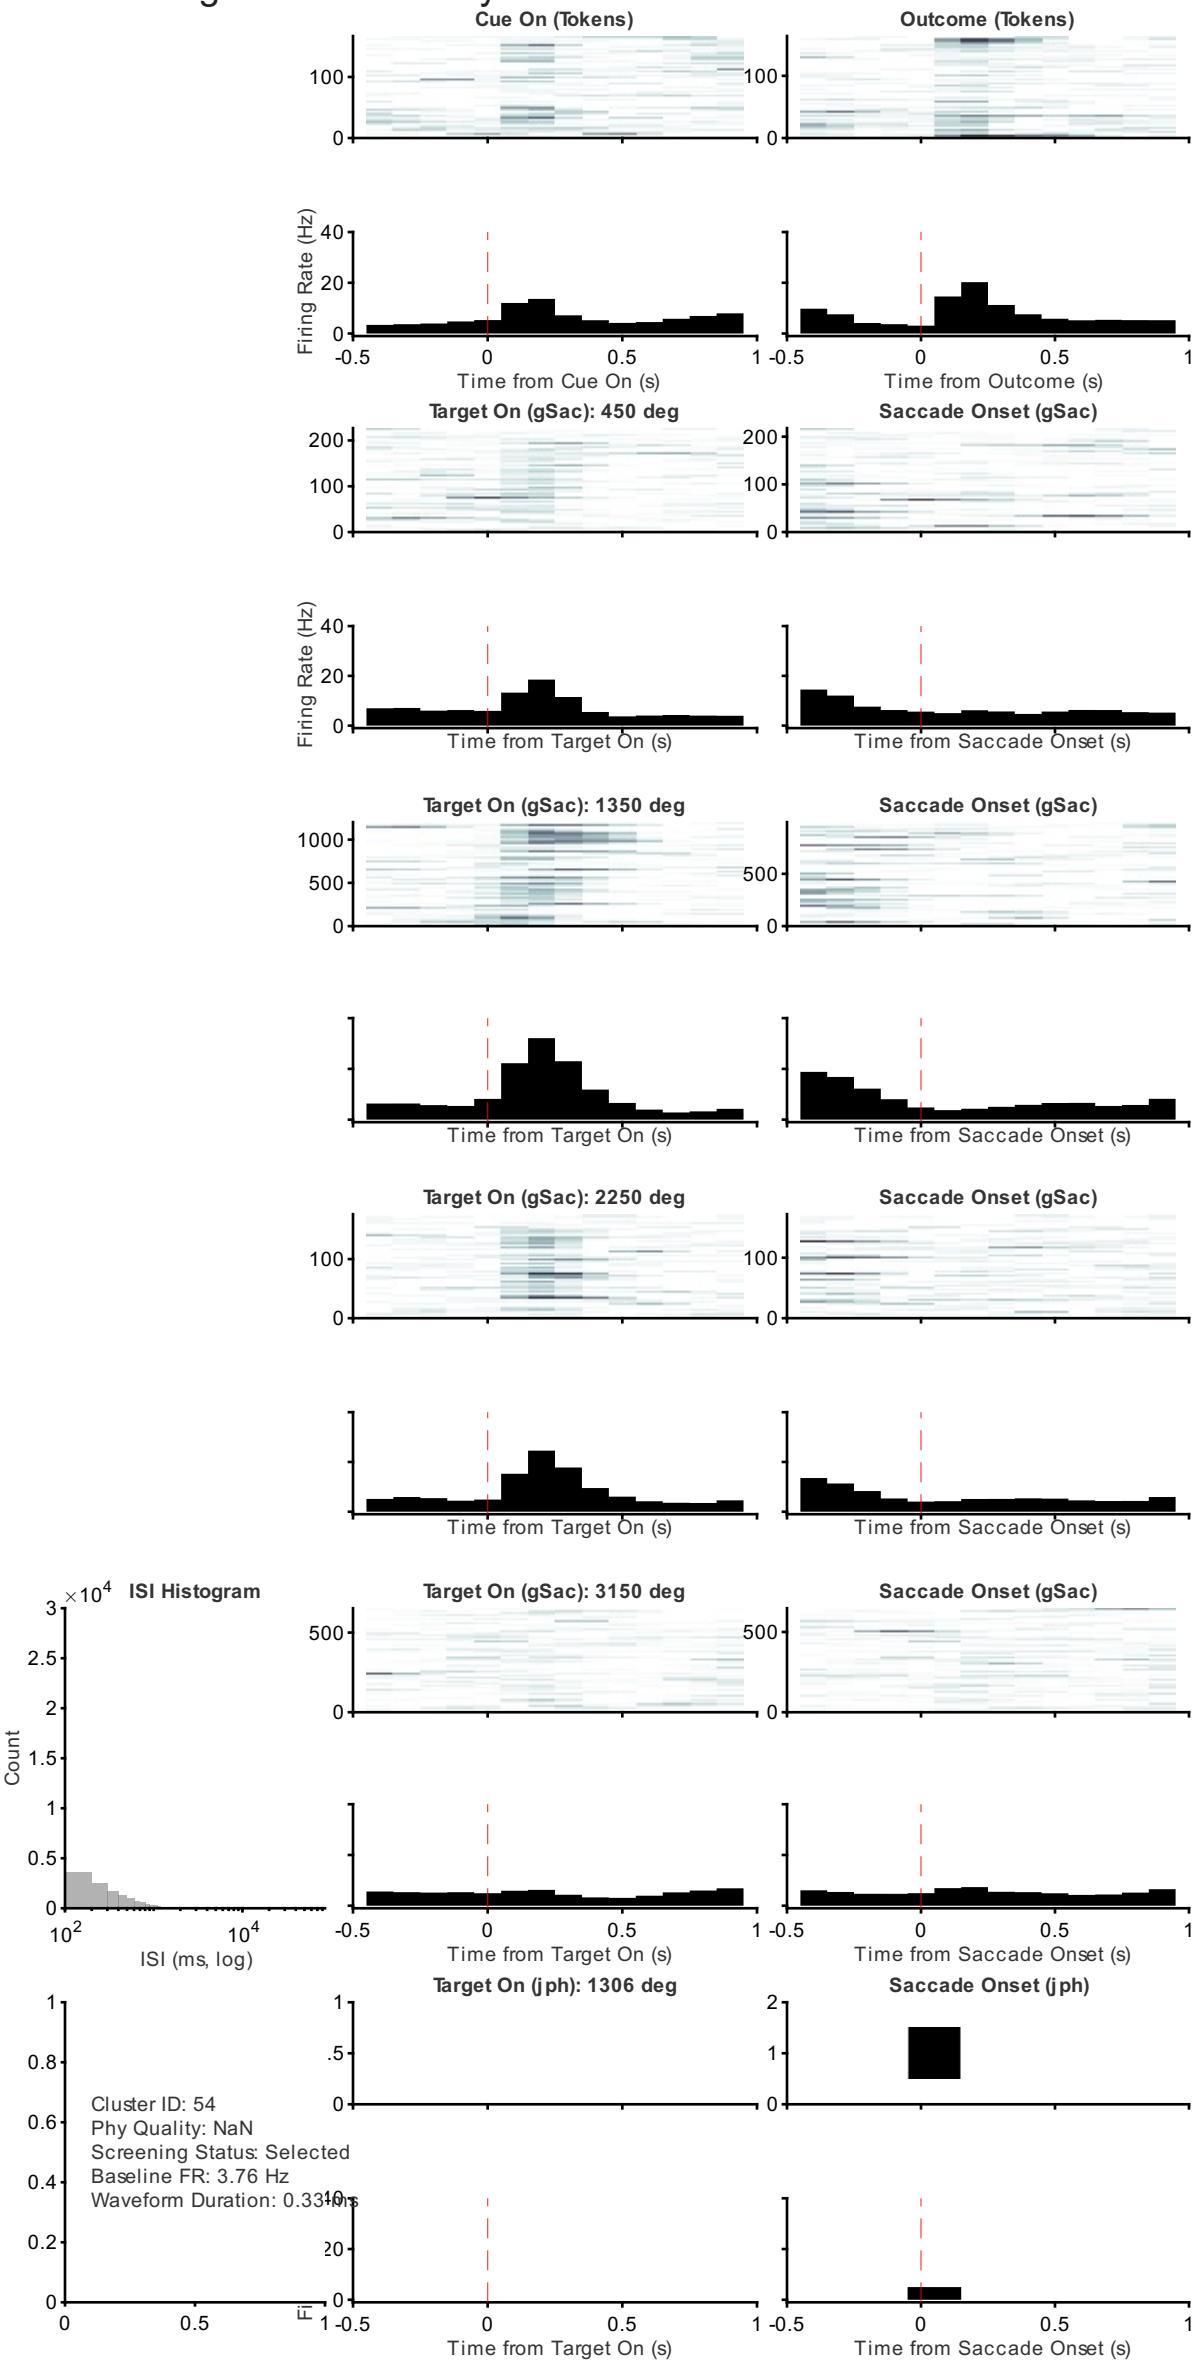 Cue On (Tokens)
Outcome (Tokens)
100
0
100
0
Firing Rate (Hz)
40
20
0
-0.5
0
0.5
1
-0.5
0
0.5
1
Time from Cue On (s)
Time from Outcome (s)
Target On (gSac): 450 deg
Saccade Onset (gSac)
200
100
0
200
100
0
Firing Rate (Hz)
40
20
0
Time from Target On (s)
Time from Saccade Onset (s)
Target On (gSac): 1350 deg
Saccade Onset (gSac)
1000
500
0
500
0
Time from Target On (s)
Time from Saccade Onset (s)
Target On (gSac): 2250 deg
Saccade Onset (gSac)
100
0
100
0
Time from Target On (s)
Time from Saccade Onset (s)
×10^4 ISI Histogram
Target On (gSac): 3150 deg
Saccade Onset (gSac)
3
2.5
2
1.5
1
0.5
0
Count
10^2
10^4
ISI (ms, log)
500
0
500
0
-0.5
0
0.5
1
-0.5
0
0.5
1
Time from Target On (s)
Time from Saccade Onset (s)
Target On (jph): 1306 deg
Saccade Onset (jph)
1
0.8
0.6
0.4
0.2
0
0
0.5
1
Cluster ID: 54
Phy Quality: NaN
Screening Status: Selected
Baseline FR: 3.76 Hz
Waveform Duration: 0.33 ms
1
.5
0
2
1
0
40
20
0
Fi
-0.5
0
0.5
1
-0.5
0
0.5
1
Time from Target On (s)
Time from Saccade Onset (s)